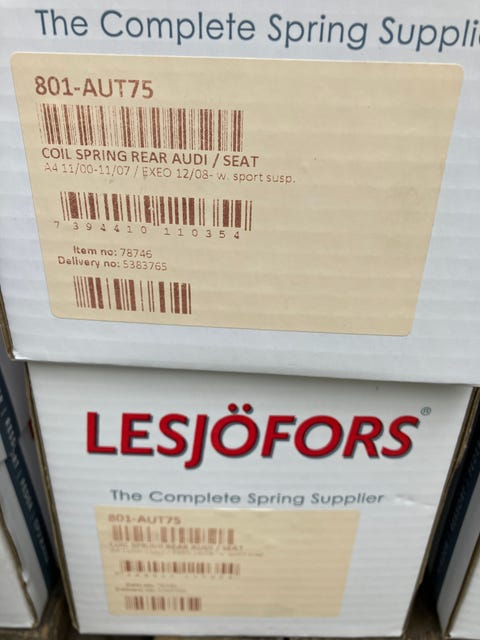 The Complete Spring Suppli
801-AUT75
COIL SPRING REAR AUDI / SEAT
A4 11/00-11/07 / EXEO 12/08- w. sport susp.
7 394410 110354
Item no: 78746
Delivery no: 5383765
LESJÖFORS®
The Complete Spring Supplier
801-AUT75
COIL SPRING REAR AUDI / SEAT